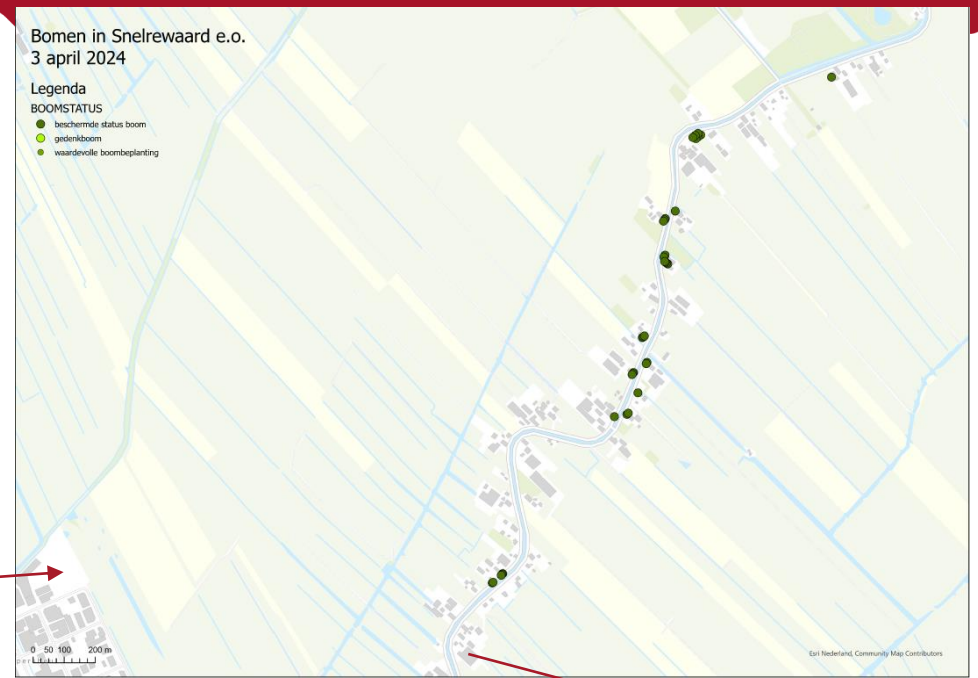 Bomen in Snelrewaard e.o.
3 april 2024
Legenda
BOOMSTATUS
beschermde status boom
gedenkboom
waardevolle boombeplanting
0 50 100 200 m
Esri Nederland, Community Map Contributors